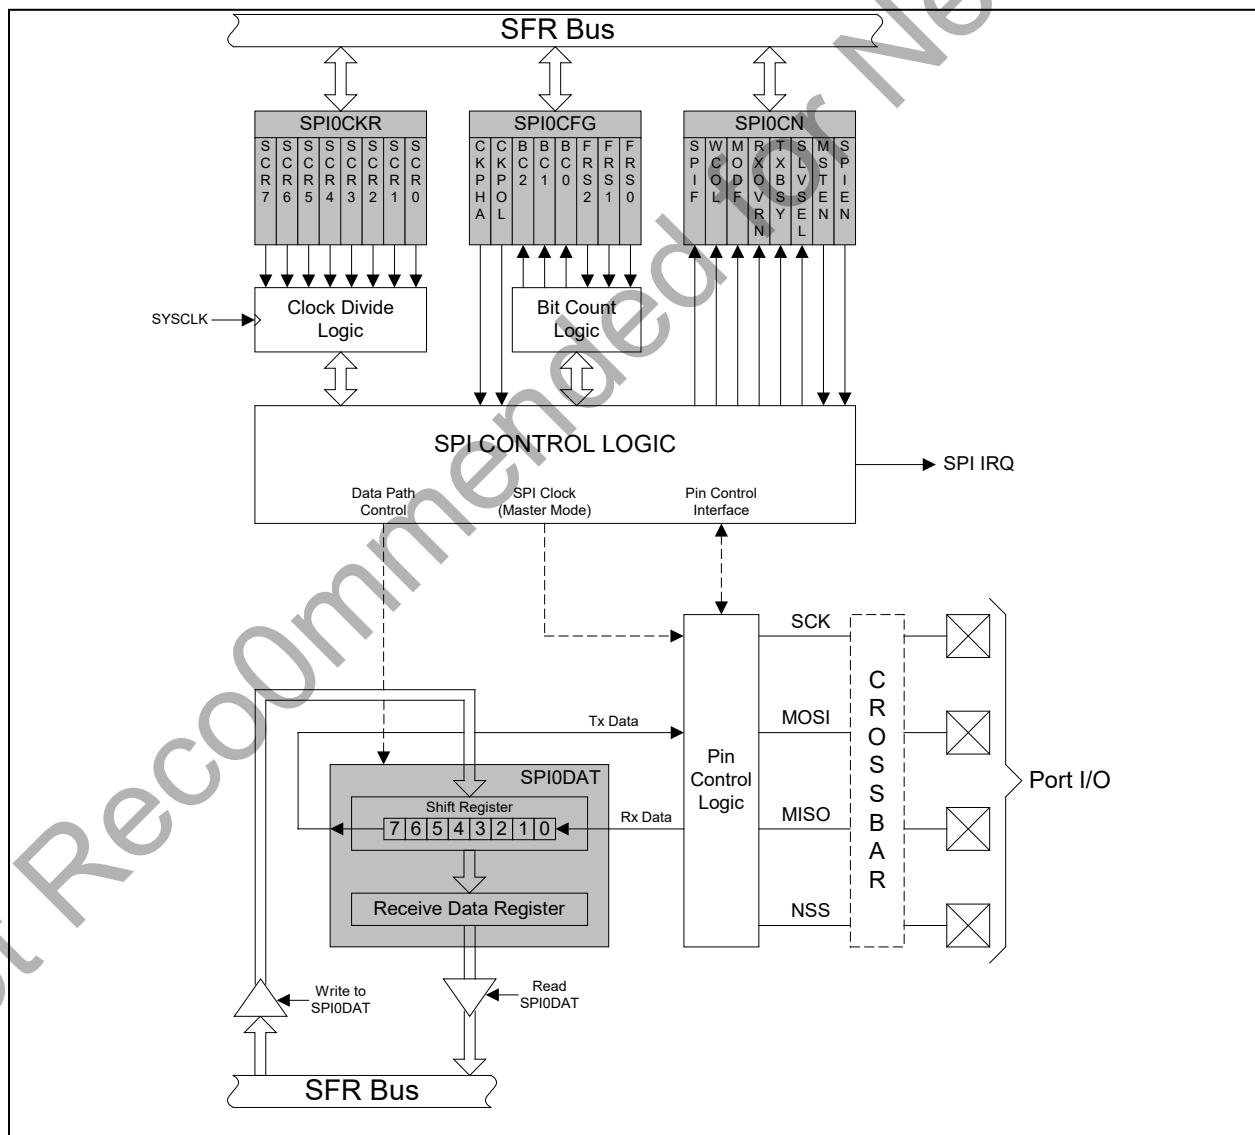 SFR Bus
SPI0CKR
SCR7
SCR6
SCR5
SCR4
SCR3
SCR2
SCR1
SCR0
SPI0CFG
CKPHA
CKPOL
BC2
BC1
BC0
FRS2
FRS1
FRS0
SPI0CN
SPIF
WCOL
MODF
RXOVRN
TXBSY
SLVSEL
MSTEN
SPIEN
SYSCLK
Clock Divide
Logic
Bit Count
Logic
SPI CONTROL LOGIC
SPI IRQ
Data Path
Control
SPI Clock
(Master Mode)
Pin Control
Interface
SCK
MOSI
MISO
NSS
Tx Data
Rx Data
Pin
Control
Logic
CROSSBAR
Port I/O
SPI0DAT
Shift Register
7 6 5 4 3 2 1 0
Receive Data Register
Write to
SPI0DAT
Read
SPI0DAT
SFR Bus
t Reco0mmended for Ne